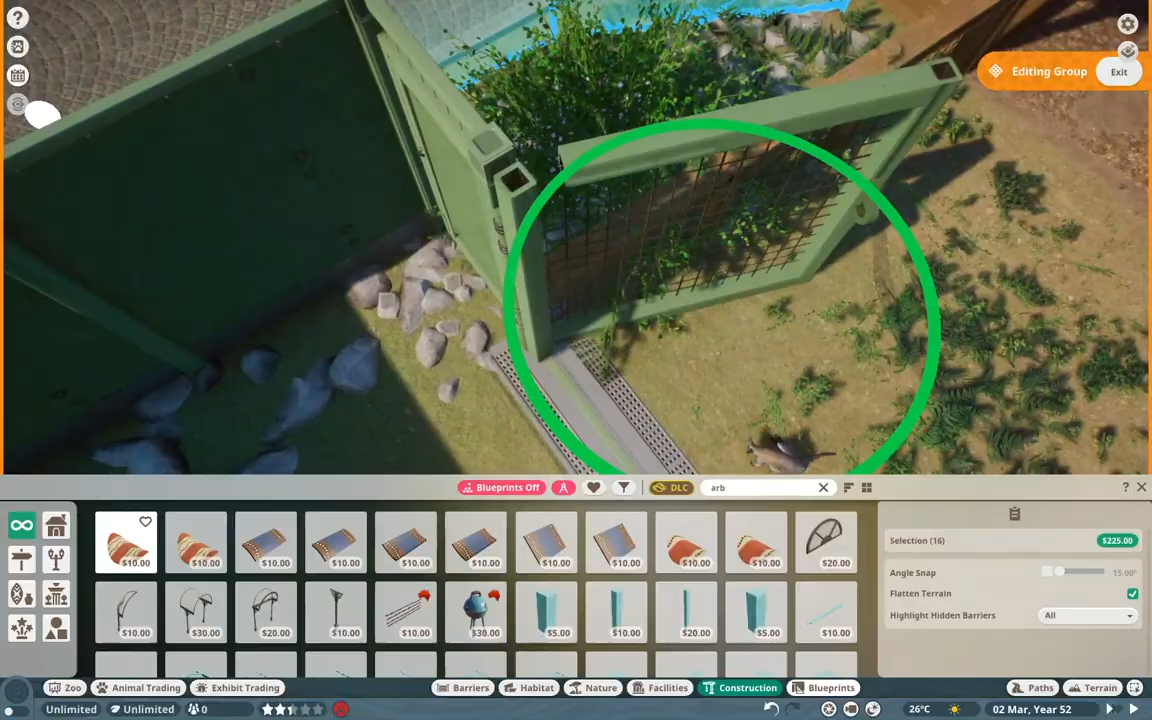 ?
Editing Group
Exit
Blueprints Off
DLC
arb
?
$10.00
$10.00
$10.00
$10.00
$10.00
$10.00
$10.00
$10.00
$10.00
$10.00
$20.00
$10.00
$30.00
$20.00
$10.00
$10.00
$30.00
$5.00
$10.00
$20.00
$5.00
$10.00
Selection (16)
$225.00
Angle Snap
15.00°
Flatten Terrain
Highlight Hidden Barriers
All
Zoo
Animal Trading
Exhibit Trading
Barriers
Habitat
Nature
Facilities
Construction
Blueprints
Paths
Terrain
Unlimited
Unlimited
0
26°C
02 Mar, Year 52